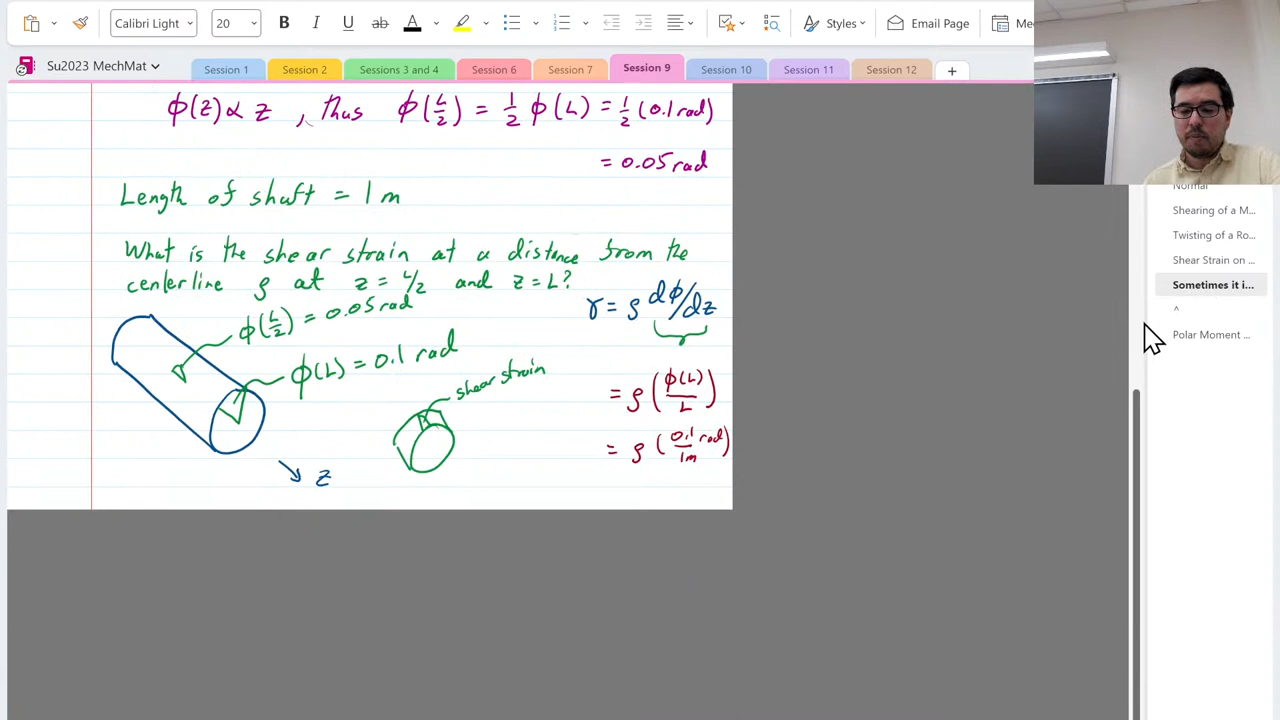 Calibri Light
20
B I U ab A
Styles
Email Page
Su2023 MechMat
Session 1
Session 2
Sessions 3 and 4
Session 6
Session 7
Session 9
Session 10
Session 11
Session 12
ϕ(z) ∝ z , thus ϕ(L/2) = 1/2 ϕ(L) = 1/2 (0.1 rad)
= 0.05 rad
Length of shaft = 1 m
What is the shear strain at a distance from the
centerline ρ at z = L/2 and z = L?
ϕ(L/2) = 0.05 rad
γ = ρ dϕ/dz
ϕ(L) = 0.1 rad
shear strain
= ρ (ϕ(L)/L)
= ρ (0.1 rad/1m)
z
Shearing of a M...
Twisting of a Ro...
Shear Strain on ...
Sometimes it i...
^
Polar Moment ...